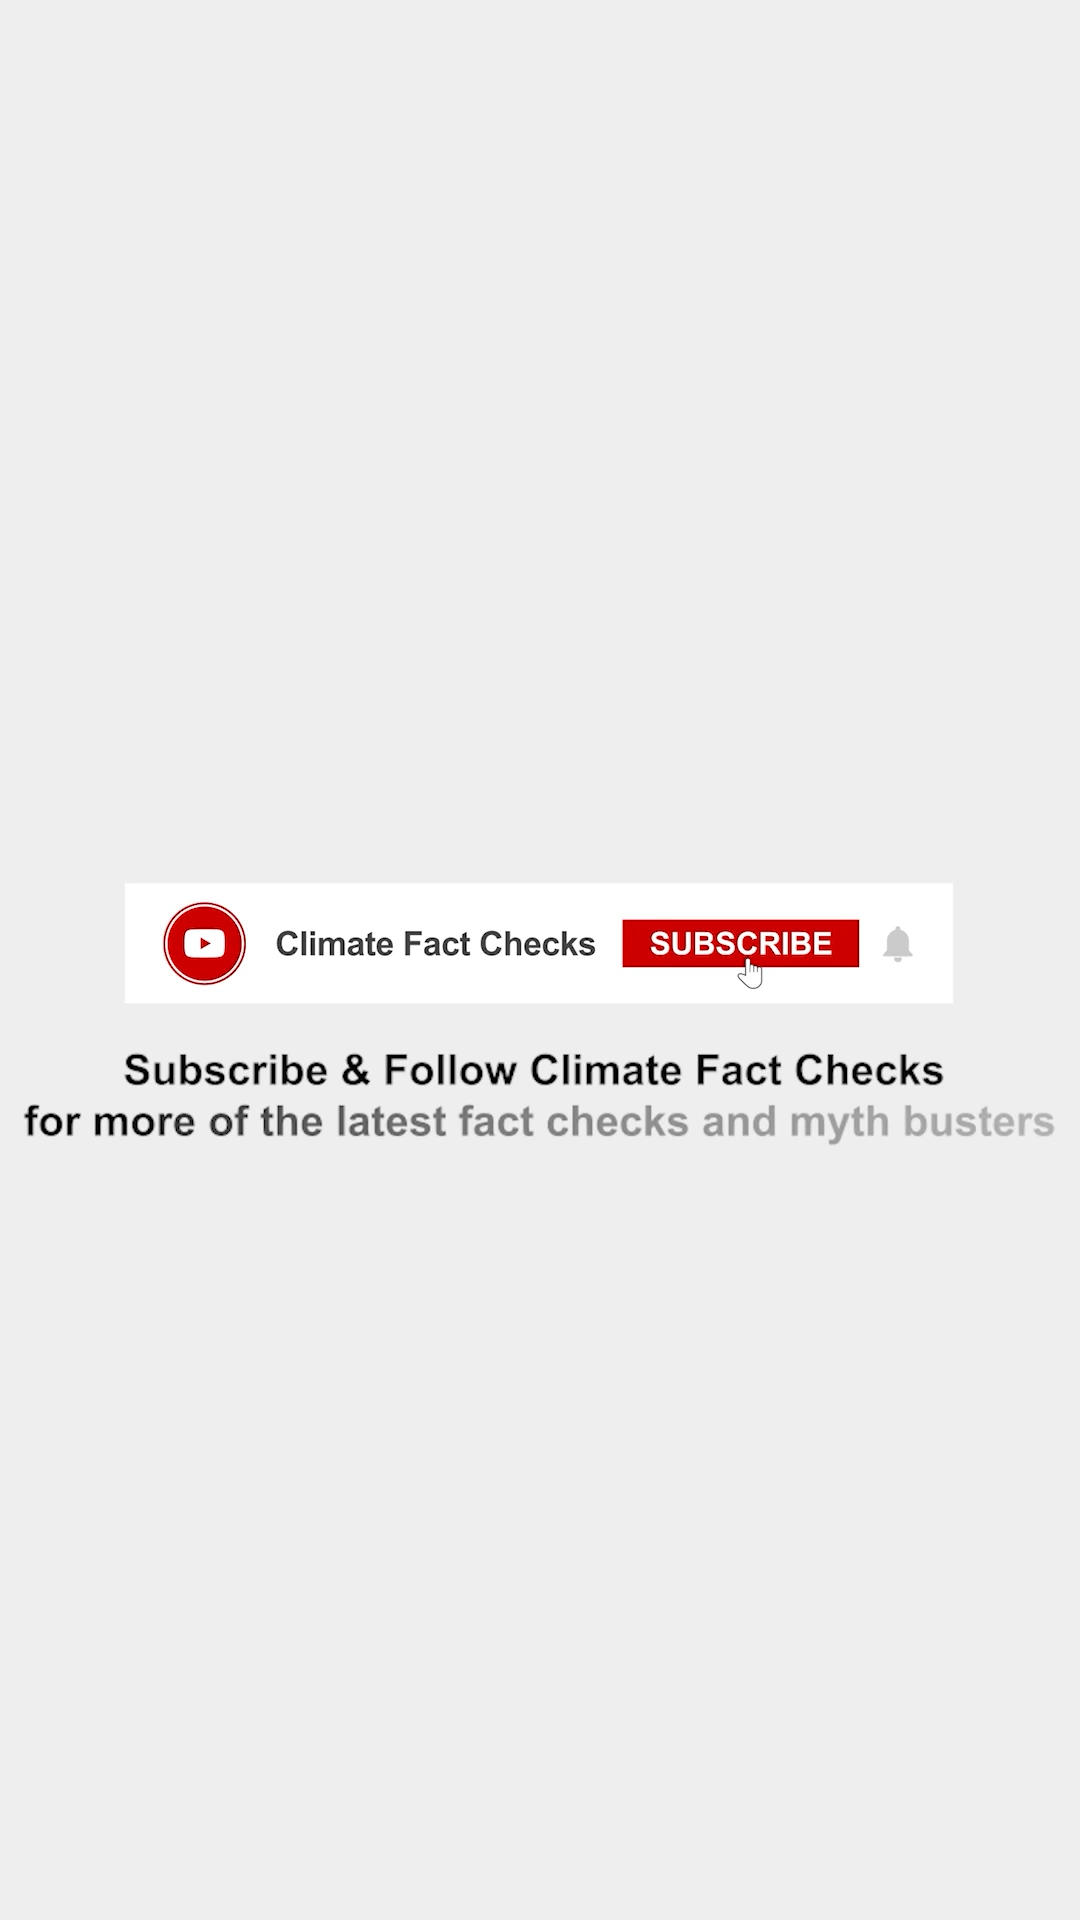 Climate Fact Checks SUBSCRIBE
Subscribe & Follow Climate Fact Checks
for more of the latest fact checks and myth busters